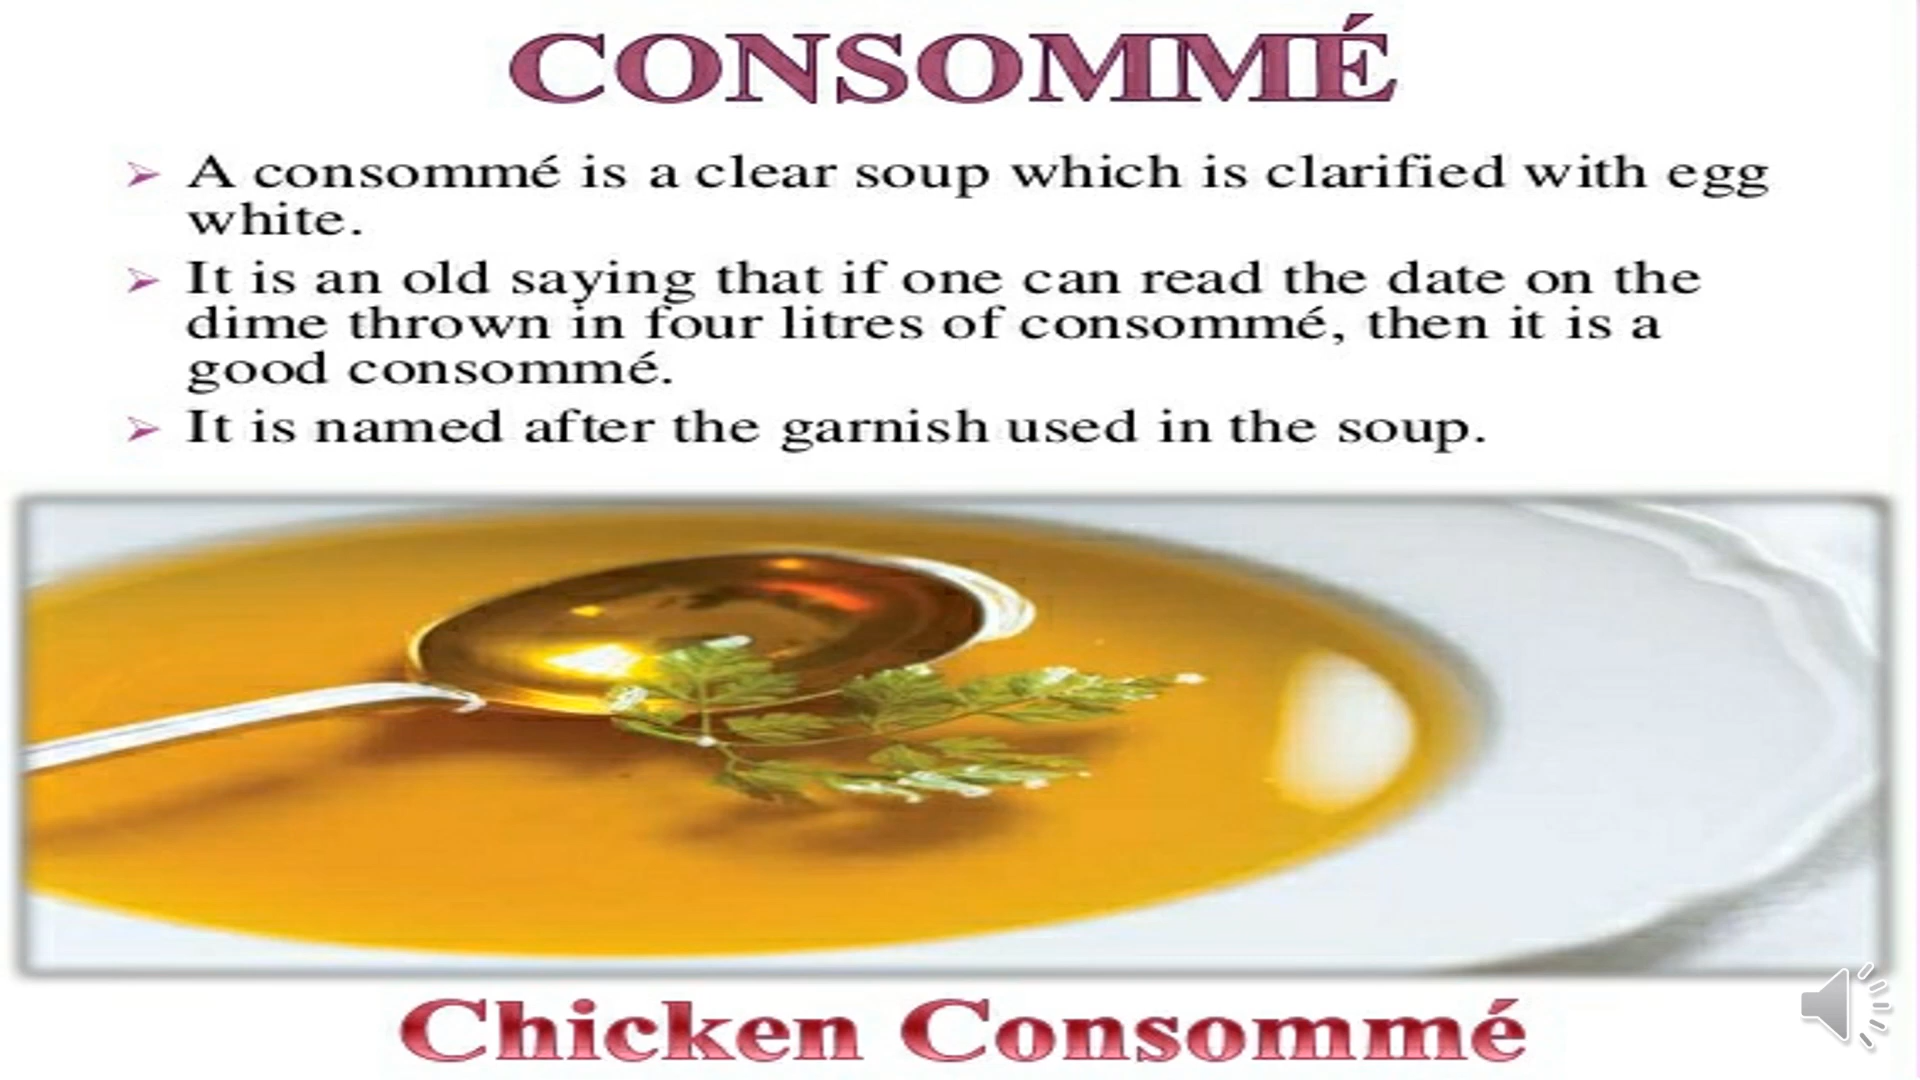 CONSOMMÉ
A consommé is a clear soup which is clarified with egg
white.
It is an old saying that if one can read the date on the
dime thrown in four litres of consommé, then it is a
good consommé.
It is named after the garnish used in the soup.
Chicken Consommé